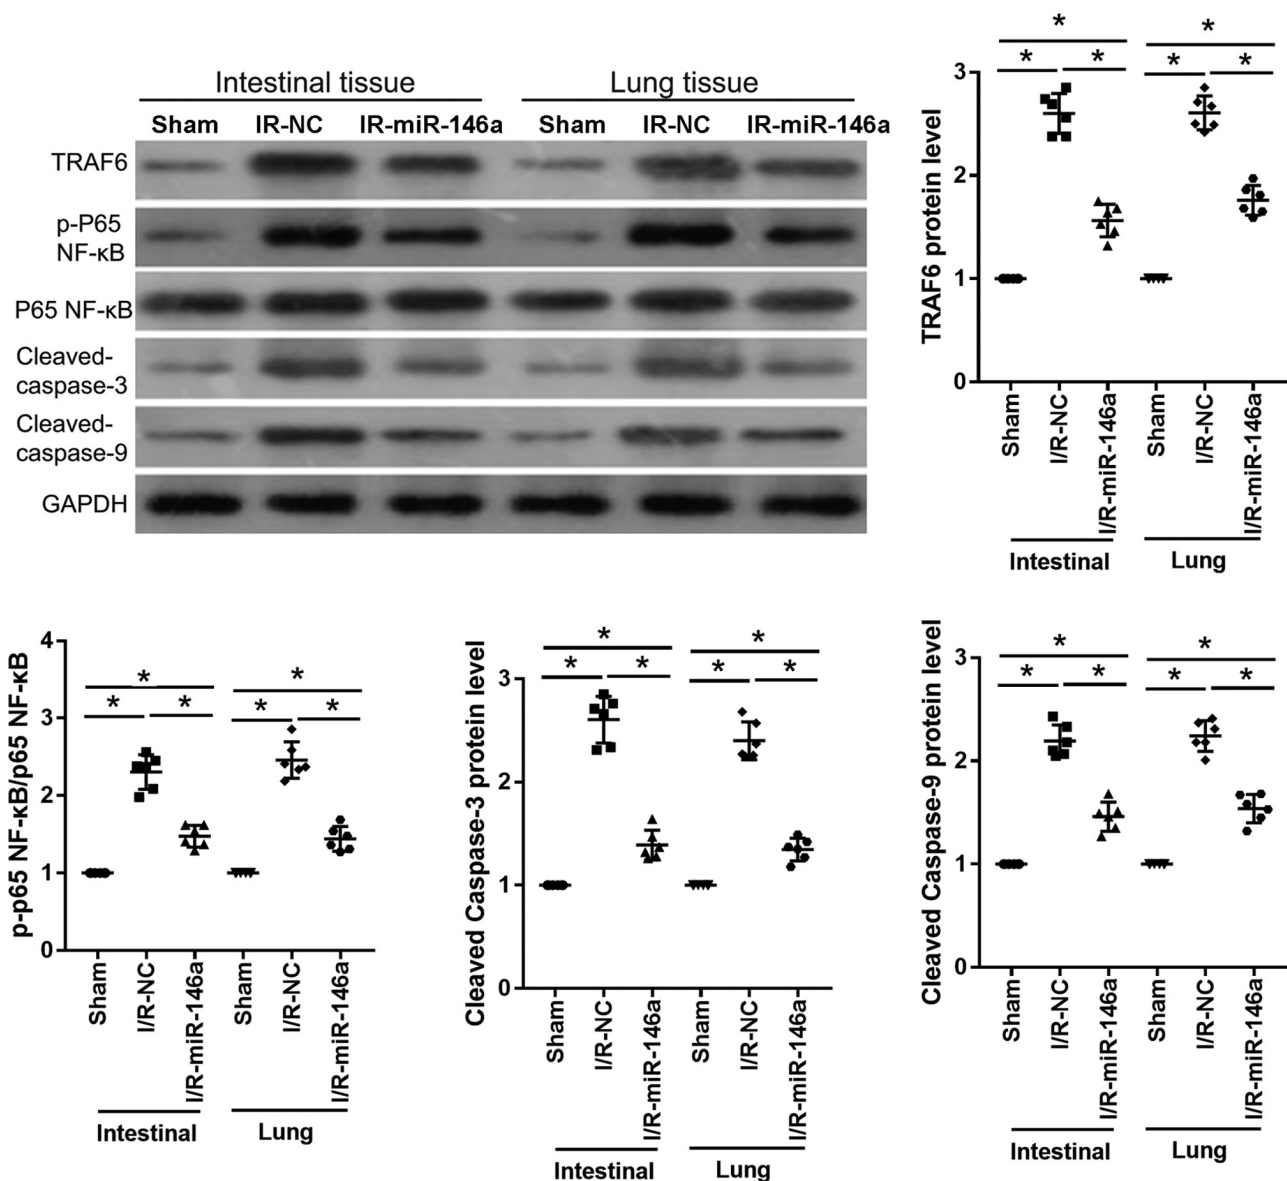 Intestinal tissue
Lung tissue
Sham IR-NC IR-miR-146a Sham IR-NC IR-miR-146a
TRAF6
p-P65
NF-κB
P65 NF-κB
Cleaved-
caspase-3
Cleaved-
caspase-9
GAPDH
TRAF6 protein level
3
2
1
0
* * *
* * *
Sham
I/R-NC
I/R-miR-146a
Sham
I/R-NC
I/R-miR-146a
Intestinal
Lung
p-p65 NF-κB/p65 NF-κB
4
3
2
1
0
* * *
* * *
Sham
I/R-NC
I/R-miR-146a
Sham
I/R-NC
I/R-miR-146a
Intestinal
Lung
Cleaved Caspase-3 protein level
3
2
1
0
* * *
* * *
Sham
I/R-NC
I/R-miR-146a
Sham
I/R-NC
I/R-miR-146a
Intestinal
Lung
Cleaved Caspase-9 protein level
3
2
1
0
* * *
* * *
Sham
I/R-NC
I/R-miR-146a
Sham
I/R-NC
I/R-miR-146a
Intestinal
Lung